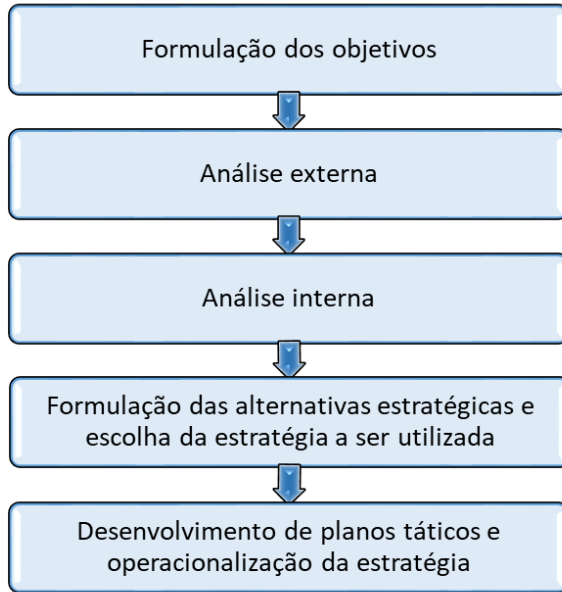 Formulação dos objetivos
Análise externa
Análise interna
Formulação das alternativas estratégicas e
escolha da estratégia a ser utilizada
Desenvolvimento de planos táticos e
operacionalização da estratégia